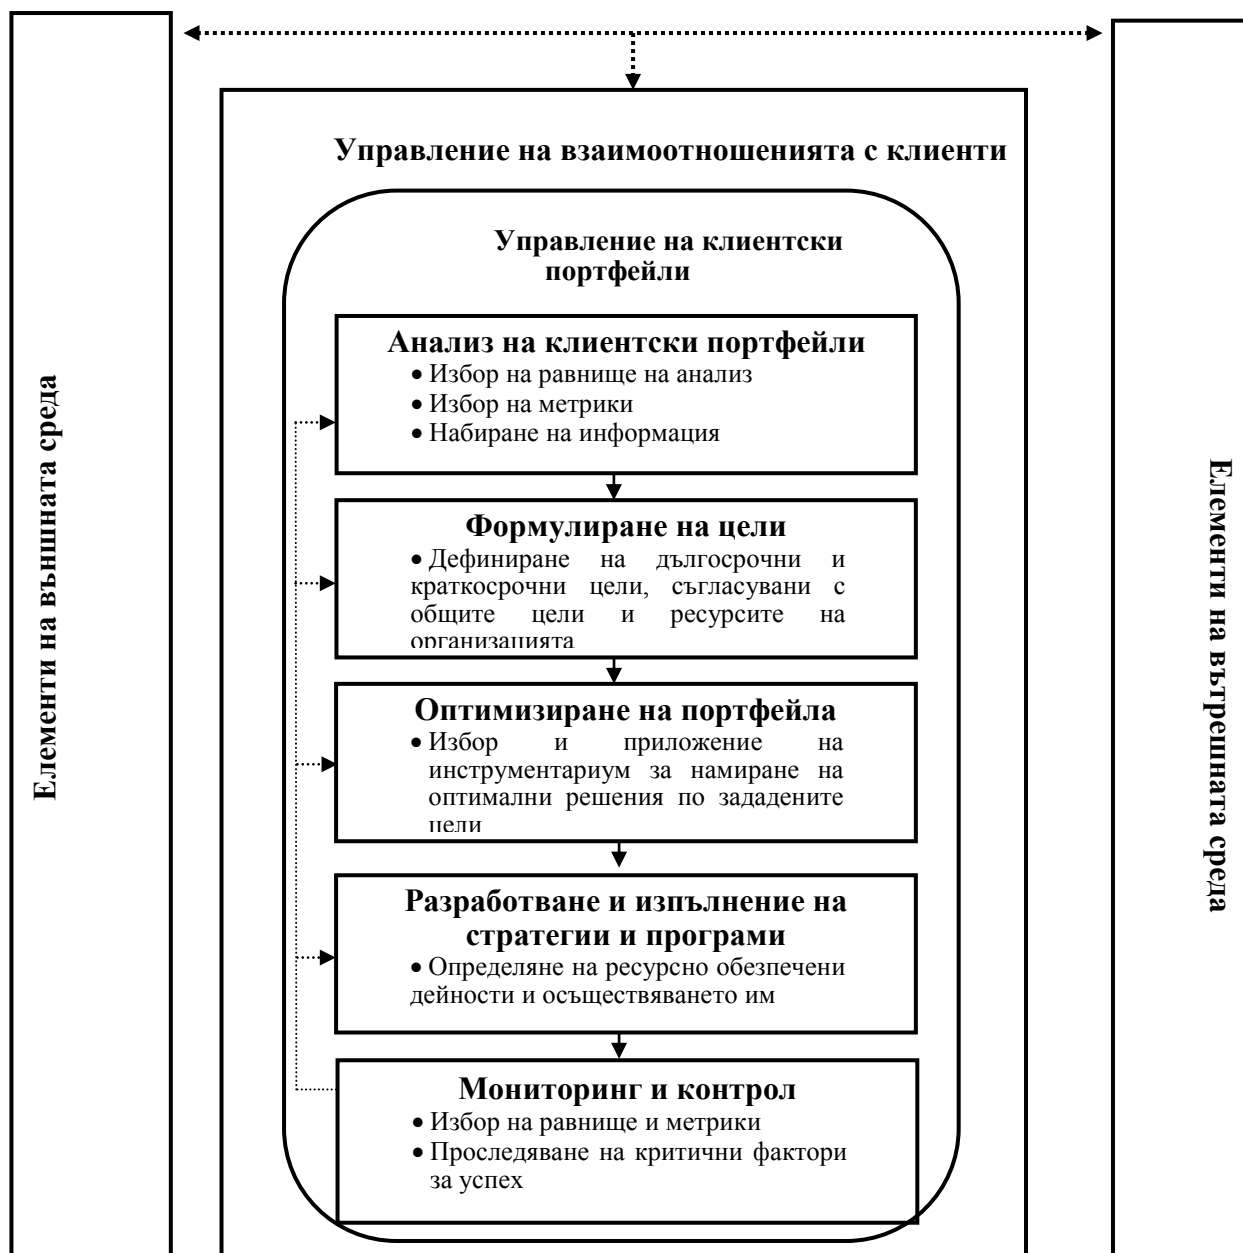 Елементи на външната среда
Управление на взаимоотношенията с клиенти
Управление на клиентски
портфейли
Анализ на клиентски портфейли
• Избор на равнище на анализ
• Избор на метрики
• Набиране на информация
Формулиране на цели
• Дефиниране на дългосрочни и
краткосрочни цели, съгласувани с
общите цели и ресурсите на
организацията
Оптимизиране на портфейла
• Избор и приложение на
инструментариум за намиране на
оптимални решения по зададените
цели
Разработване и изпълнение на
стратегии и програми
• Определяне на ресурсно обезпечени
дейности и осъществяването им
Мониторинг и контрол
• Избор на равнище и метрики
• Проследяване на критични фактори
за успех
Елементи на вътрешната среда